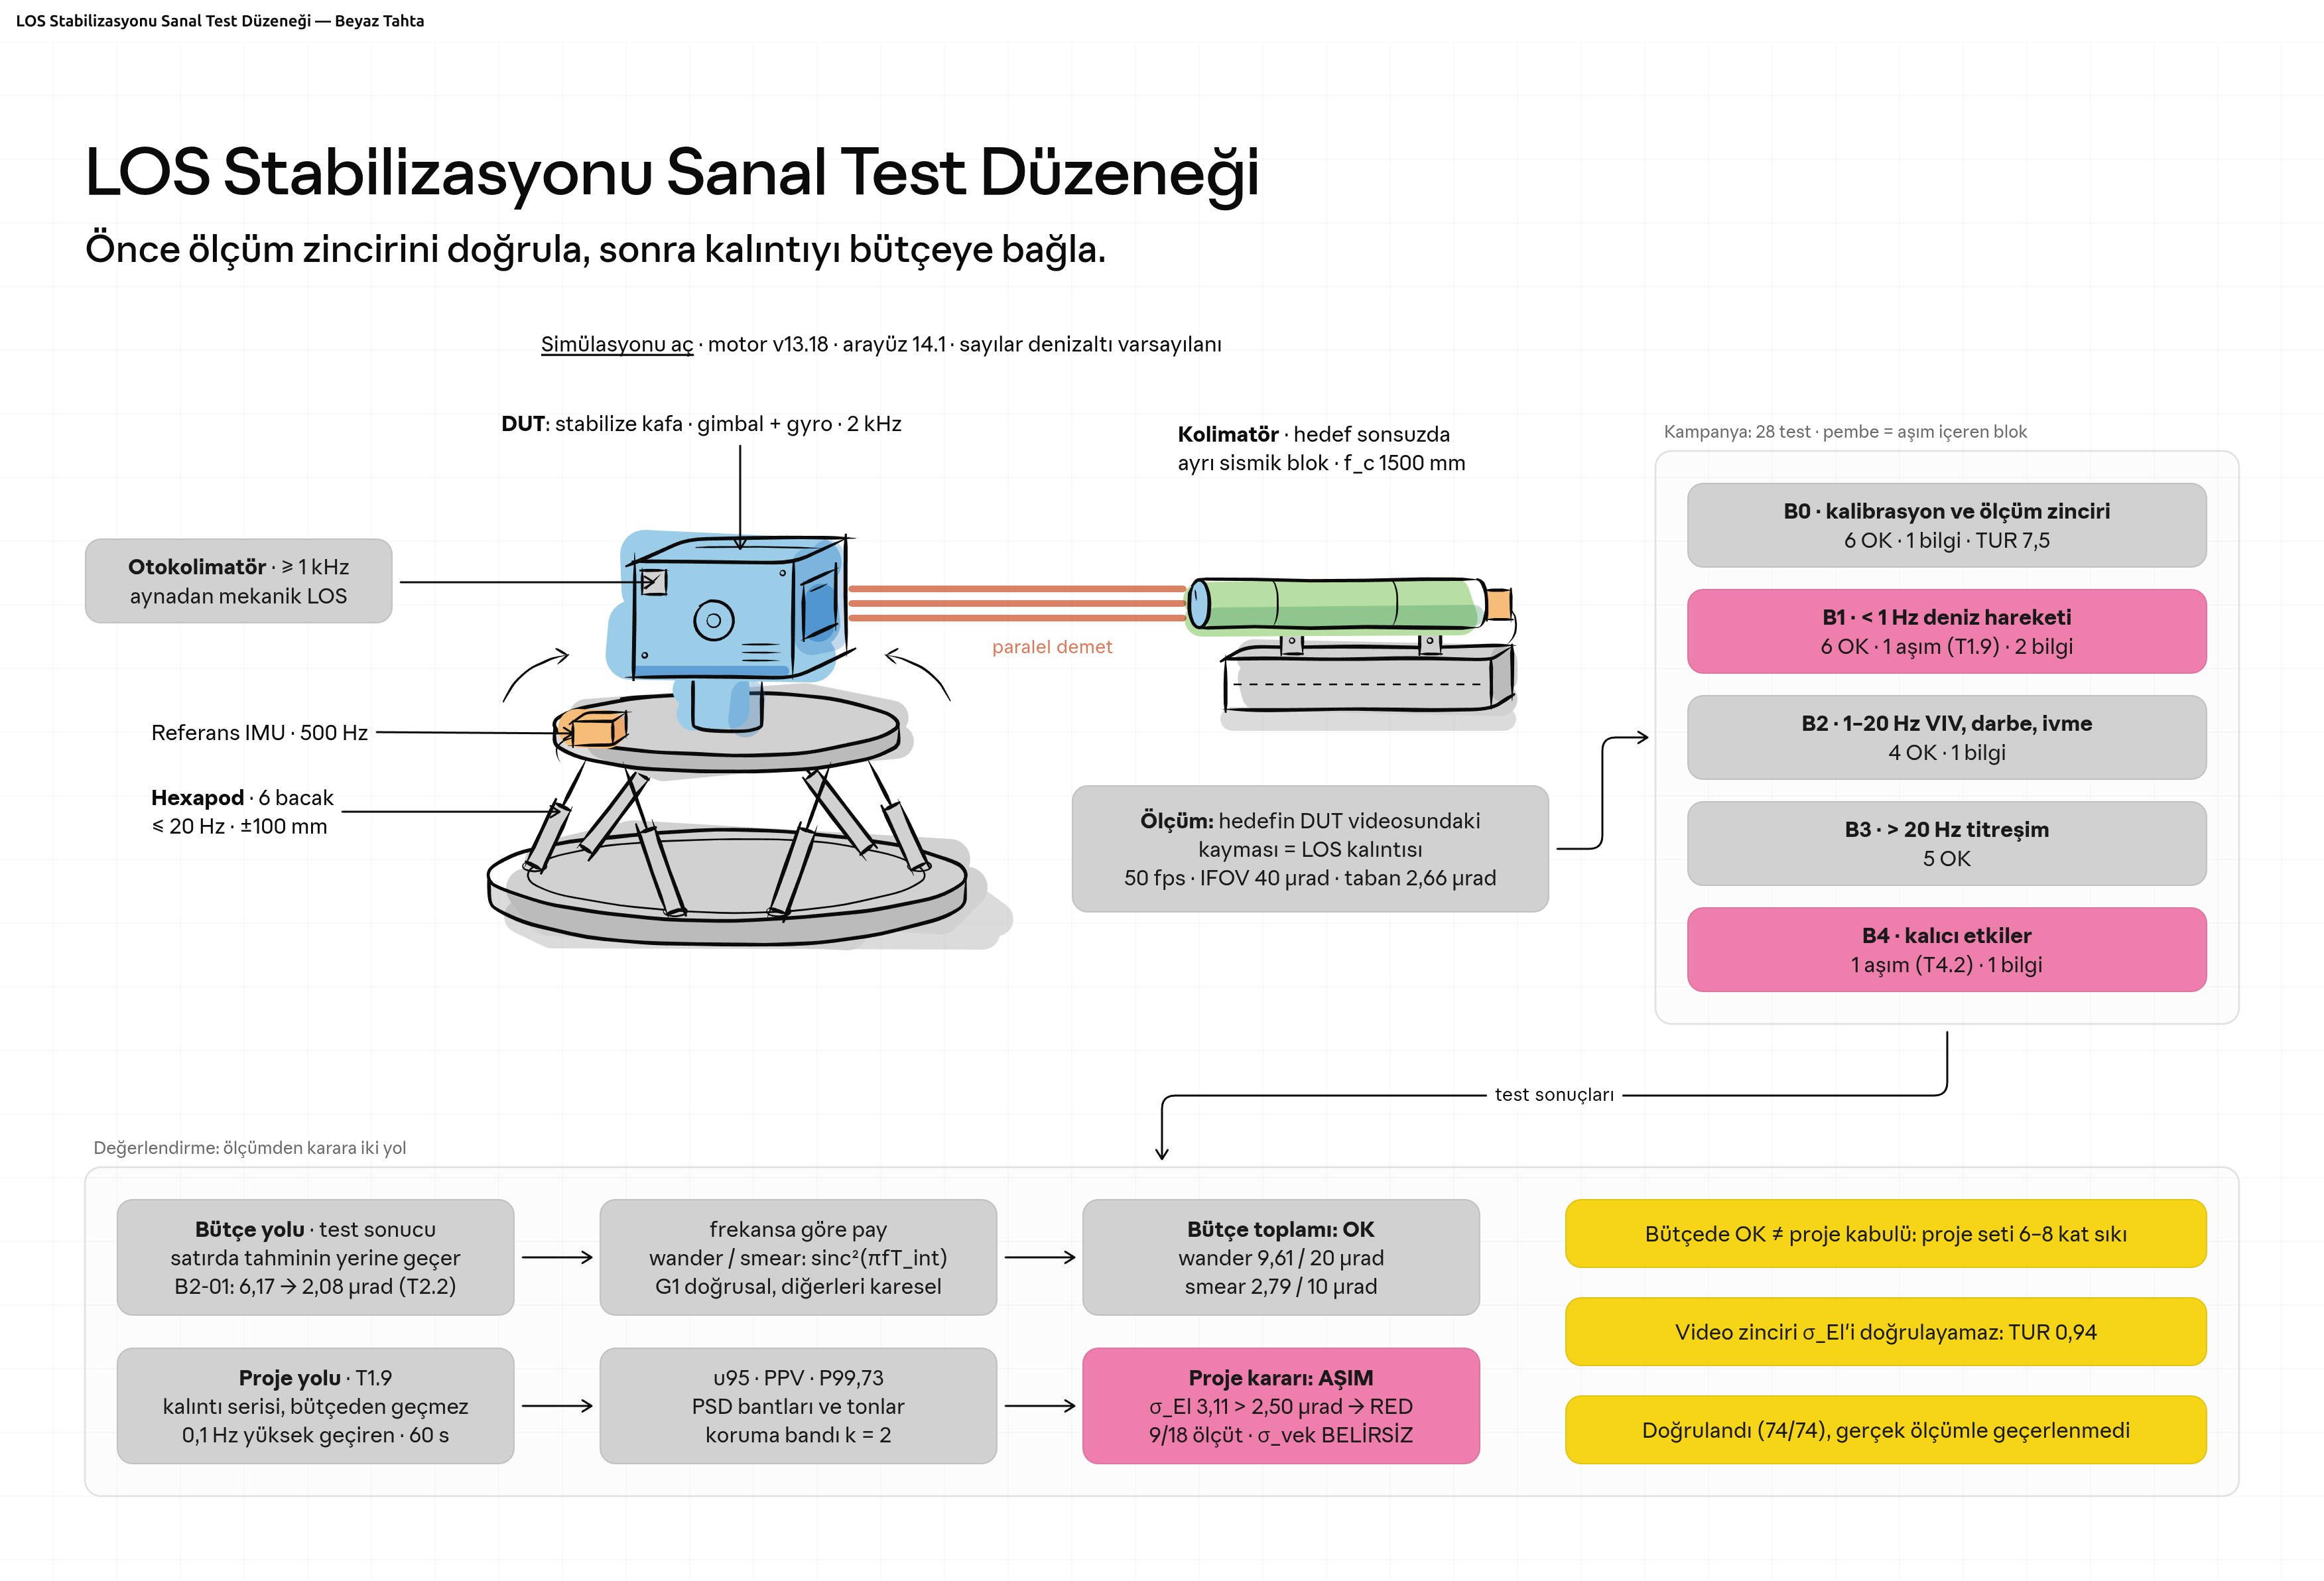 LOS Stabilizasyonu Sanal Test Düzeneği — Beyaz Tahta
LOS Stabilizasyonu Sanal Test Düzeneği
Önce ölçüm zincirini doğrula, sonra kalıntıyı bütçeye bağla.
Simülasyonu aç · motor v13.18 · arayüz 14.1 · sayılar denizaltı varsayılanı
DUT: stabilize kafa · gimbal + gyro · 2 kHz
Kolimatör · hedef sonsuzda
ayrı sismik blok · f_c 1500 mm
Otokolimatör · ≥ 1 kHz
aynadan mekanik LOS
paralel demet
Referans IMU · 500 Hz
Hexapod · 6 bacak
≤ 20 Hz · ±100 mm
Ölçüm: hedefin DUT videosundaki
kayması = LOS kalıntısı
50 fps · IFOV 40 µrad · taban 2,66 µrad
Kampanya: 28 test · pembe = aşım içeren blok
B0 · kalibrasyon ve ölçüm zinciri
6 OK · 1 bilgi · TUR 7,5
B1 · < 1 Hz deniz hareketi
6 OK · 1 aşım (T1.9) · 2 bilgi
B2 · 1–20 Hz VIV, darbe, ivme
4 OK · 1 bilgi
B3 · > 20 Hz titreşim
5 OK
B4 · kalıcı etkiler
1 aşım (T4.2) · 1 bilgi
test sonuçları
Değerlendirme: ölçümden karara iki yol
Bütçe yolu · test sonucu
satırda tahminin yerine geçer
B2-01: 6,17 → 2,08 µrad (T2.2)
frekansa göre pay
wander / smear: sinc²(πfT_int)
G1 doğrusal, diğerleri karesel
Bütçe toplamı: OK
wander 9,61 / 20 µrad
smear 2,79 / 10 µrad
Proje yolu · T1.9
kalıntı serisi, bütçeden geçmez
0,1 Hz yüksek geçiren · 60 s
u95 · PPV · P99,73
PSD bantları ve tonlar
koruma bandı k = 2
Proje kararı: AŞIM
σ_El 3,11 > 2,50 µrad → RED
9/18 ölçüt · σ_vek BELİRSİZ
Bütçede OK ≠ proje kabulü: proje seti 6–8 kat sıkı
Video zinciri σ_El'i doğrulayamaz: TUR 0,94
Doğrulandı (74/74), gerçek ölçümle geçerlenmedi